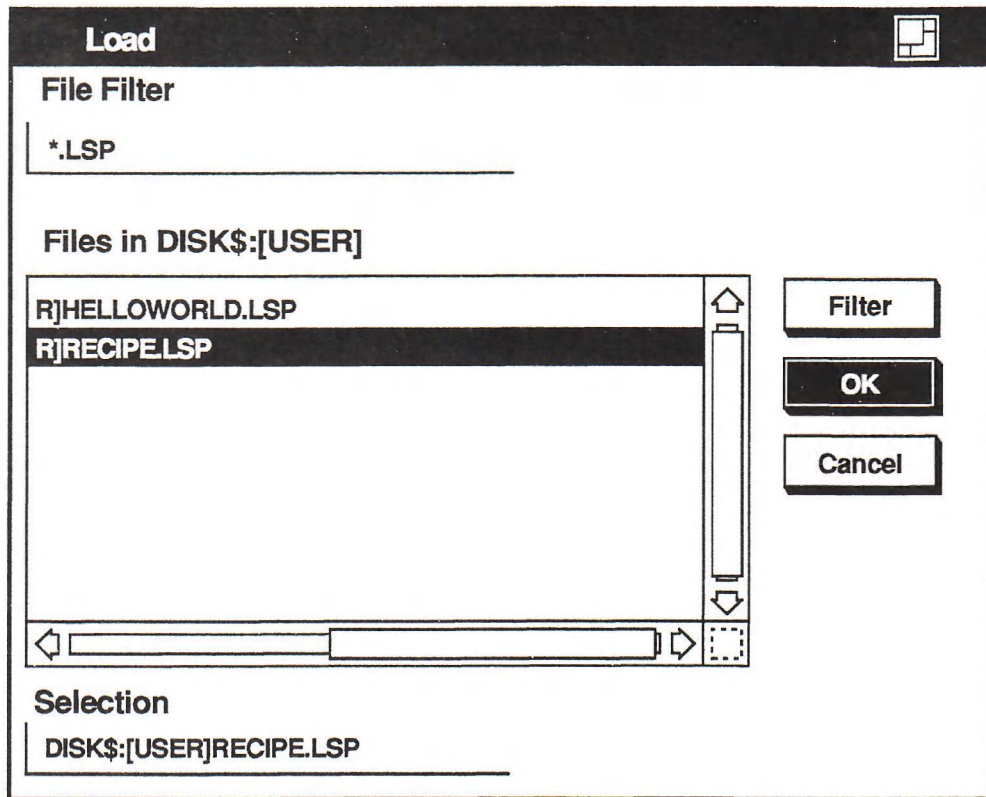 Load
File Filter
*.LSP
Files in DISK$:[USER]
R]HELLOWORLD.LSP
R]RECIPE.LSP
Filter
OK
Cancel
Selection
DISK$:[USER]RECIPE.LSP